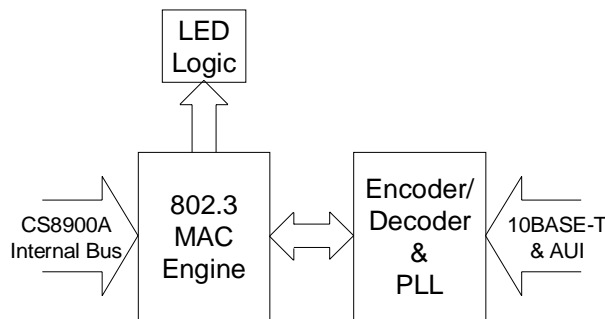 LED
Logic
CS8900A
Internal Bus
802.3
MAC
Engine
Encoder/
Decoder
&
PLL
10BASE-T
& AUI